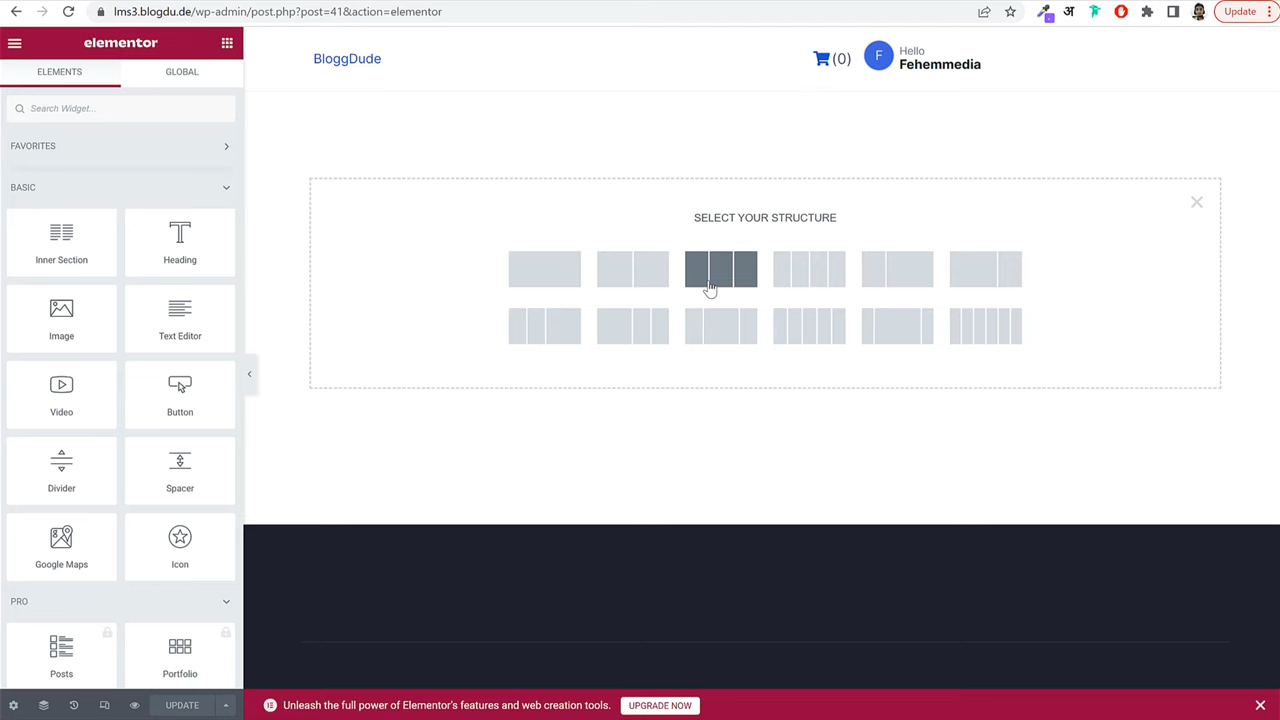 lms3.blogdu.de/wp-admin/post.php?post=41&action=elementor
अ
Update
elementor
ELEMENTS
GLOBAL
Search Widget...
FAVORITES
BASIC
Inner Section
Heading
Image
Text Editor
Video
Button
Divider
Spacer
Google Maps
Icon
PRO
Posts
Portfolio
UPDATE
BloggDude
(0)
F
Hello
Fehemmedia
SELECT YOUR STRUCTURE
Unleash the full power of Elementor's features and web creation tools.
UPGRADE NOW